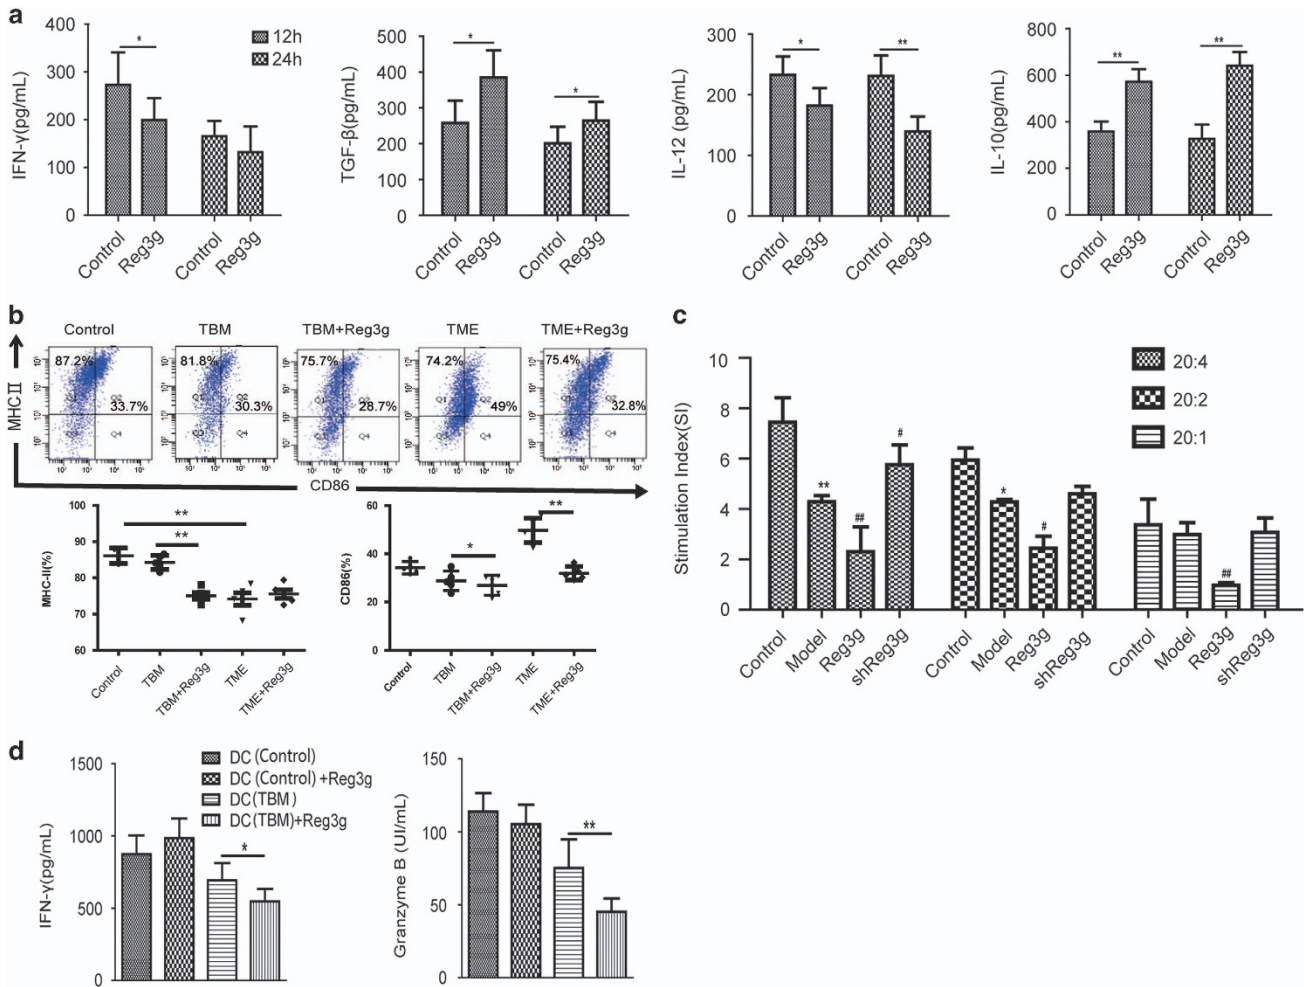 a
IFN-γ(pg/mL)
400
300
200
100
0
*
12h
24h
Control
Reg3g
Control
Reg3g
TGF-β(pg/mL)
500
400
300
200
100
0
*
*
Control
Reg3g
Control
Reg3g
IL-12 (pg/mL)
300
200
100
0
*
**
Control
Reg3g
Control
Reg3g
IL-10(pg/mL)
800
600
400
200
0
**
**
Control
Reg3g
Control
Reg3g
b
Control
TBM
TBM+Reg3g
TME
TME+Reg3g
MHCⅡ
87.2%
33.7%
81.8%
30.3%
75.7%
28.7%
74.2%
49%
75.4%
32.8%
CD86
MHC-II(%)
100
90
80
70
60
**
**
Control
TBM
TBM+Reg3g
TME
TME+Reg3g
CD86(%)
60
40
20
0
*
**
Control
TBM
TBM+Reg3g
TME
TME+Reg3g
c
Stimulation Index(SI)
10
8
6
4
2
0
20:4
20:2
20:1
**
##
#
*
#
##
Control
Model
Reg3g
shReg3g
Control
Model
Reg3g
shReg3g
Control
Model
Reg3g
shReg3g
d
IFN-γ(pg/mL)
1500
1000
500
0
DC (Control)
DC (Control) +Reg3g
DC(TBM)
DC(TBM)+Reg3g
*
Granzyme B (UI/mL)
150
100
50
0
**